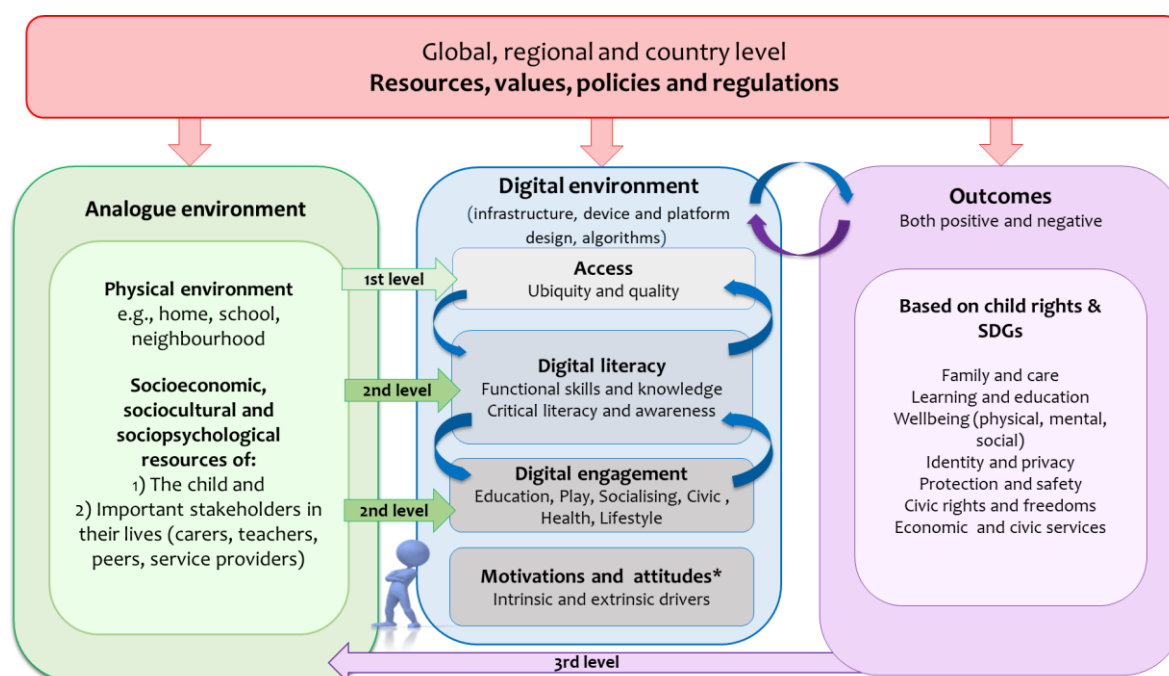 Global, regional and country level
Resources, values, policies and regulations
Analogue environment
Physical environment
e.g., home, school,
neighbourhood
Socioeconomic,
sociocultural and
sociopsychological
resources of:
1) The child and
2) Important stakeholders in
their lives (carers, teachers,
peers, service providers)
1st level
2nd level
2nd level
Digital environment
(infrastructure, device and platform
design, algorithms)
Access
Ubiquity and quality
Digital literacy
Functional skills and knowledge
Critical literacy and awareness
Digital engagement
Education, Play, Socialising, Civic ,
Health, Lifestyle
Motivations and attitudes*
Intrinsic and extrinsic drivers
Outcomes
Both positive and negative
Based on child rights &
SDGs
Family and care
Learning and education
Wellbeing (physical, mental,
social)
Identity and privacy
Protection and safety
Civic rights and freedoms
Economic and civic services
3rd level